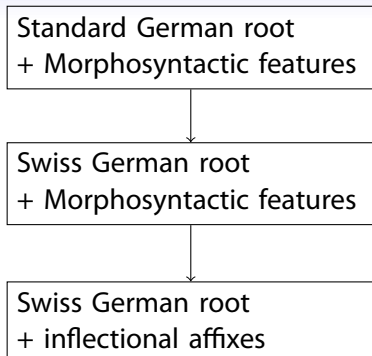 Standard German root
+ Morphosyntactic features
Swiss German root
+ Morphosyntactic features
Swiss German root
+ inflectional affixes